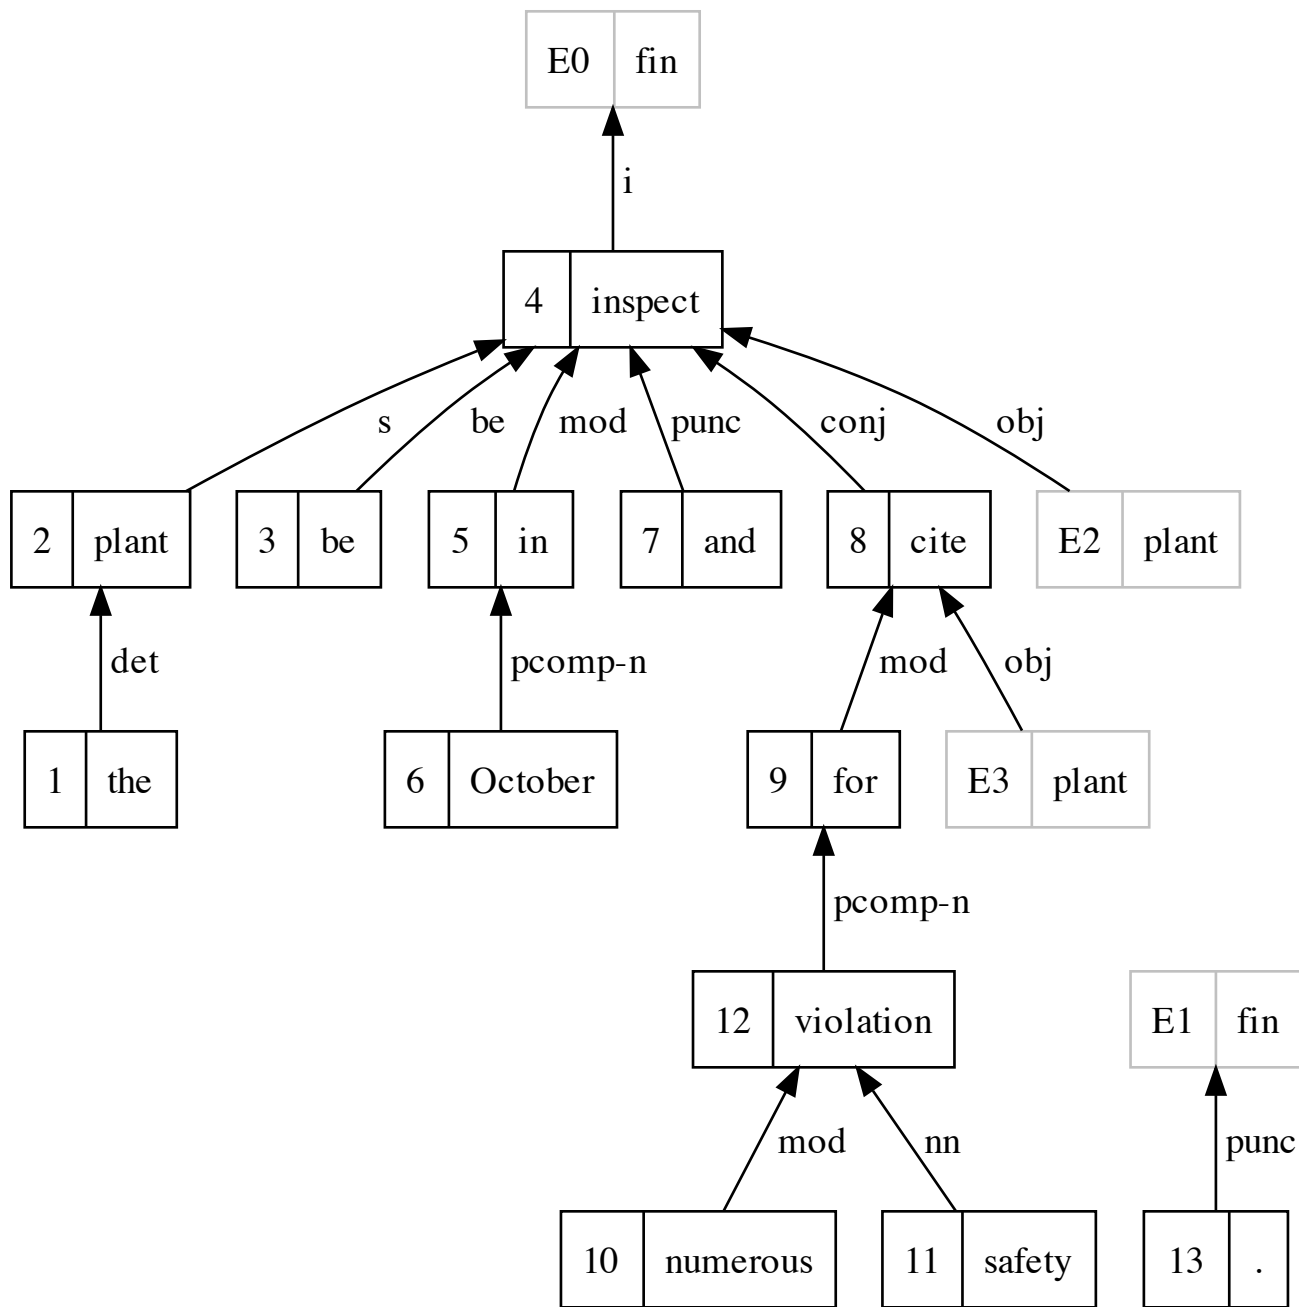 E0 fin
i
4 inspect
s be mod punc conj obj
2 plant 3 be 5 in 7 and 8 cite E2 plant
det pcomp-n mod obj
1 the 6 October 9 for E3 plant
pcomp-n
12 violation E1 fin
mod nn punc
10 numerous 11 safety 13 .